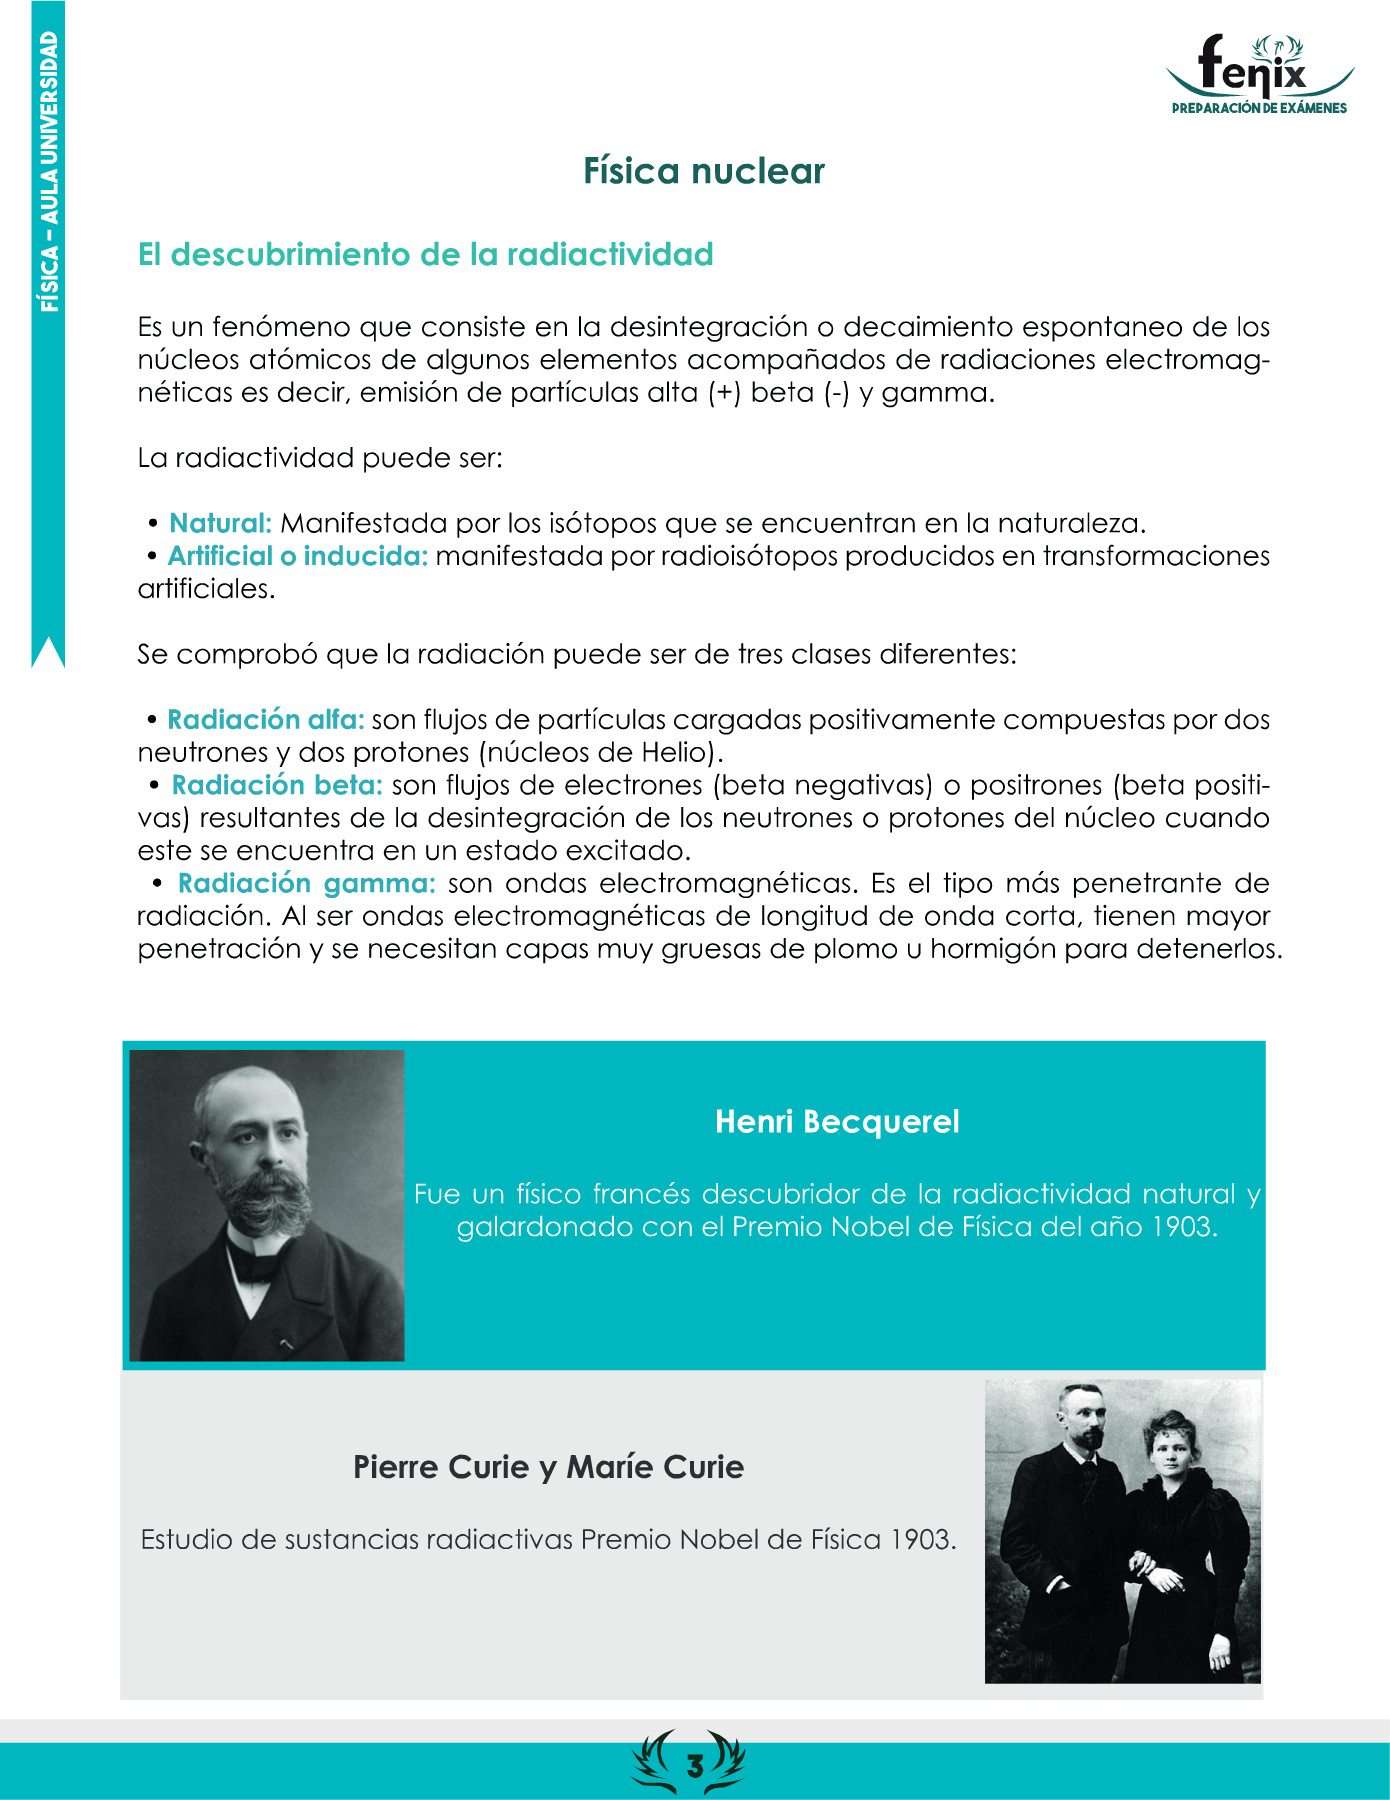 FÍSICA – AULA UNIVERSIDAD
fenix
PREPARACIÓN DE EXÁMENES
Física nuclear
El descubrimiento de la radiactividad
Es un fenómeno que consiste en la desintegración o decaimiento espontaneo de los
núcleos atómicos de algunos elementos acompañados de radiaciones electromag-
néticas es decir, emisión de partículas alta (+) beta (-) y gamma.
La radiactividad puede ser:
• Natural: Manifestada por los isótopos que se encuentran en la naturaleza.
• Artificial o inducida: manifestada por radioisótopos producidos en transformaciones
artificiales.
Se comprobó que la radiación puede ser de tres clases diferentes:
• Radiación alfa: son flujos de partículas cargadas positivamente compuestas por dos
neutrones y dos protones (núcleos de Helio).
• Radiación beta: son flujos de electrones (beta negativas) o positrones (beta positi-
vas) resultantes de la desintegración de los neutrones o protones del núcleo cuando
este se encuentra en un estado excitado.
• Radiación gamma: son ondas electromagnéticas. Es el tipo más penetrante de
radiación. Al ser ondas electromagnéticas de longitud de onda corta, tienen mayor
penetración y se necesitan capas muy gruesas de plomo u hormigón para detenerlos.
Henri Becquerel
Fue un físico francés descubridor de la radiactividad natural y
galardonado con el Premio Nobel de Física del año 1903.
Pierre Curie y Maríe Curie
Estudio de sustancias radiactivas Premio Nobel de Física 1903.
3